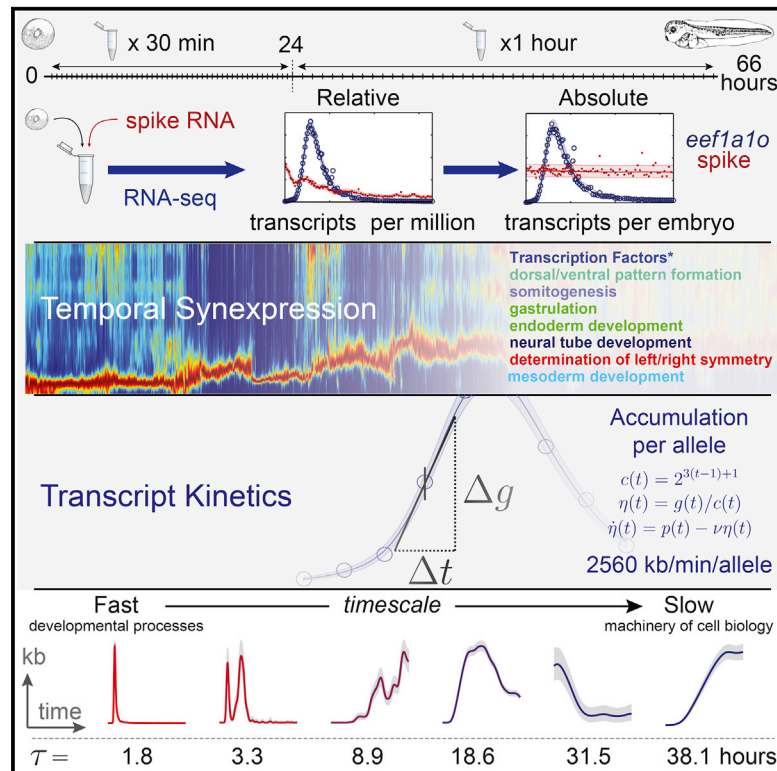 x 30 min
24
x1 hour
0
66
hours
Relative
Absolute
spike RNA
RNA-seq
eef1a1o
spike
transcripts per million
transcripts per embryo
Temporal Synexpression
Transcription Factors*
dorsal/ventral pattern formation
somitogenesis
gastrulation
endoderm development
neural tube development
determination of left/right symmetry
mesoderm development
Transcript Kinetics
Δg
Δt
Accumulation
per allele
c(t) = 2^{3(t−1)+1}
η(t) = g(t)/c(t)
η̇(t) = p(t) − νη(t)
2560 kb/min/allele
Fast
timescale
Slow
developmental processes
machinery of cell biology
kb
time
τ = 1.8 3.3 8.9 18.6 31.5 38.1 hours